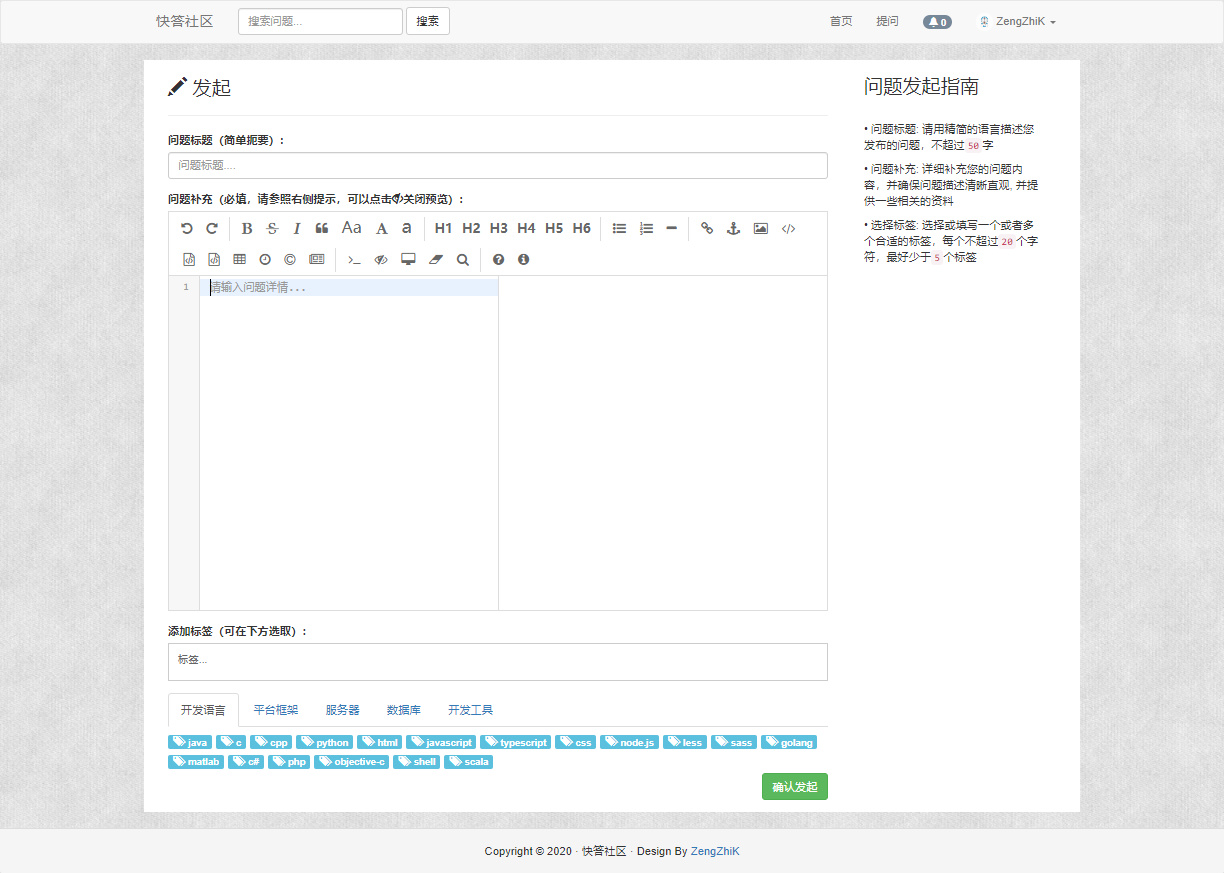 快答社区 搜索问题... 搜索 首页 提问 0 ZengZhiK
发起
问题标题（简单扼要）:
问题标题....
问题补充（必填，请参照右侧提示，可以点击关闭预览）:
B S I “ Aa A a H1 H2 H3 H4 H5 H6
1 请输入问题详情...
添加标签（可在下方选取）:
标签...
开发语言 平台框架 服务器 数据库 开发工具
java c cpp python html javascript typescript css node.js less sass golang
matlab c# php objective-c shell scala
确认发起
问题发起指南
• 问题标题: 请用精简的语言描述您
发布的问题，不超过 50 字
• 问题补充: 详细补充您的问题内
容，并确保问题描述清晰直观, 并提
供一些相关的资料
• 选择标签: 选择或填写一个或者多
个合适的标签，每个不超过 20 个字
符，最好少于 5 个标签
Copyright © 2020 · 快答社区 · Design By ZengZhiK